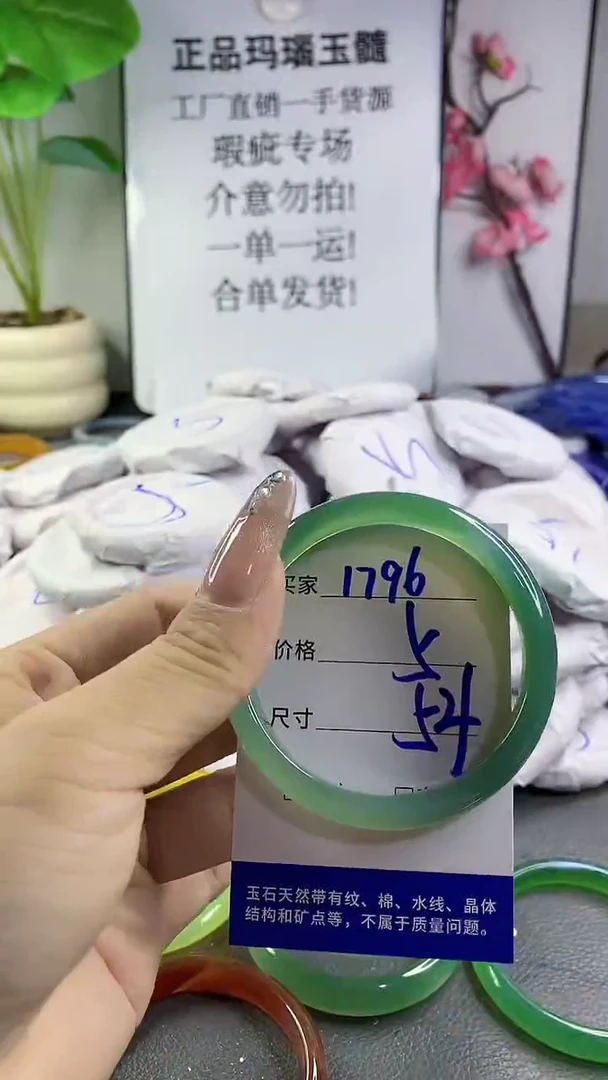 正品玛瑙玉髓
工厂直销一手货源
瑕疵专场
介意勿拍!
一单一运!
合单发货!
买家 1796
价格
尺寸 54
玉石天然带有纹、棉、水线、晶体
结构和矿点等，不属于质量问题。